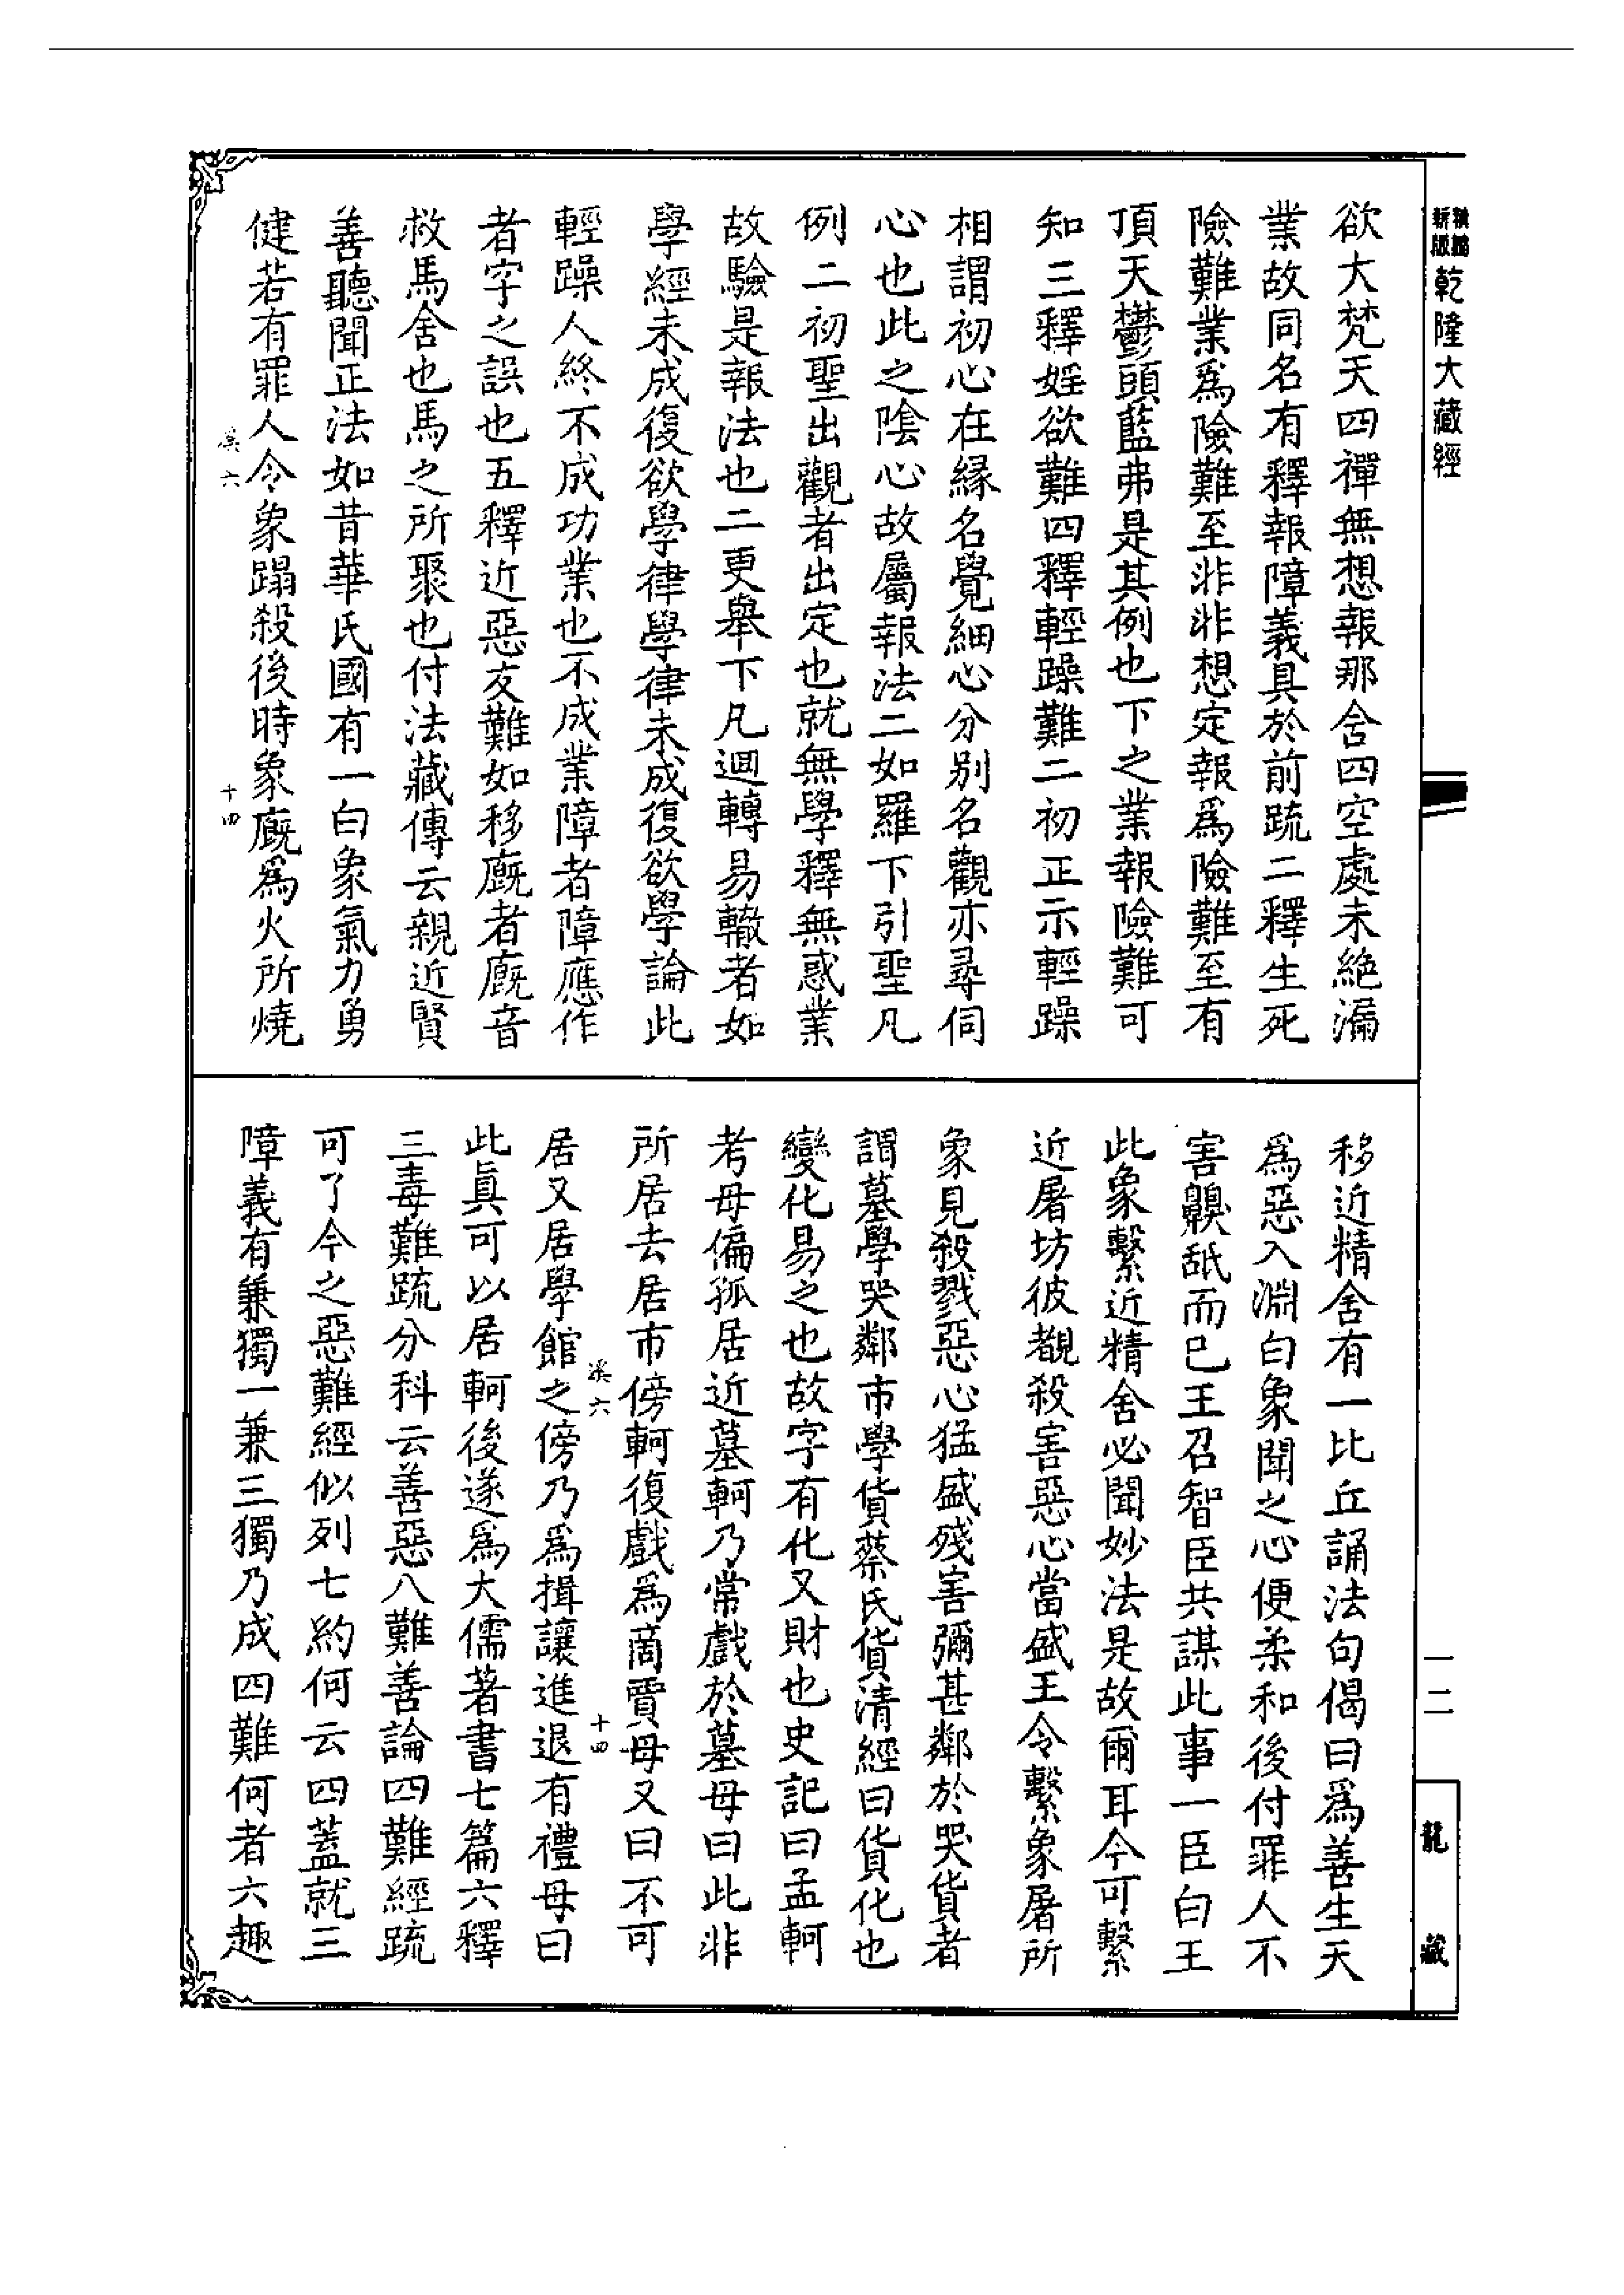 新版
乾隆大藏經
欲大梵天四禪無想報那舍四空處未絶漏
業故同名有釋報障義具於前疏二釋生死
險難業爲險難至非非想定報爲險難至有
頂天鬱頭藍弗是其例也下之業報險難可
知三釋婬欲難四釋輕躁難二初正示輕躁
相謂初心在縁名覺細心分别名觀亦尋伺
心也此之隂心故屬報法二如羅下引聖凡
例二初聖出觀者出定也就無學釋無惑業
故驗是報法也二更舉下凡迴轉易轍者如
學經未成復欲學律學律未成復欲學論此
輕躁人終不成功業也不成業障者障應作
者字之誤也五釋近惡友難如移廐者廐音
救馬舍也馬之所聚也付法藏傳云親近賢
善聽聞正法如昔華氏國有一白象氣力勇
健若有罪人令象蹋殺後時象廐爲火所燒
溪六
十四
移近精舍有一比丘誦法句偈曰爲善生天
爲惡入淵白象聞之心便柔和後付罪人不
害齅舐而已王召智臣共謀此事一臣白王
此象繫近精舍必聞妙法是故爾耳今可繫
近屠坊彼覩殺害惡心當盛王令繫象屠所
象見殺戮惡心猛盛殘害彌甚鄰於哭貨者
謂墓學哭鄰市學貨蔡氏貨清經曰貨化也
變化易之也故字有化又財也史記曰孟軻
考母偏孤居近墓軻乃常戲於墓母曰此非
所居去居市傍軻復戲爲商賈母又曰不可
溪六
十四
居又居學館之傍乃爲揖讓進退有禮母曰
此眞可以居軻後遂爲大儒著書七篇六釋
三毒難疏分科云善惡八難善論四難經疏
可了今之惡難經似列七約何云四蓋就三
障義有兼獨一兼三獨乃成四難何者六趣
一二
龍藏